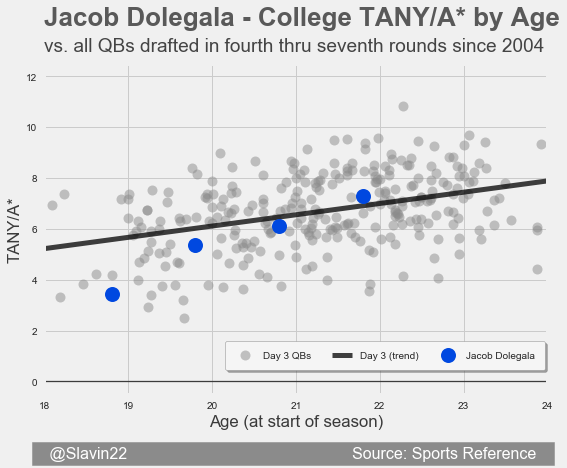 Jacob Dolegala - College TANY/A* by Age
vs. all QBs drafted in fourth thru seventh rounds since 2004
12
10
8
6
4
2
0
TANY/A*
Day 3 QBs
Day 3 (trend)
Jacob Dolegala
18 19 20 21 22 23 24
Age (at start of season)
@Slavin22
Source: Sports Reference